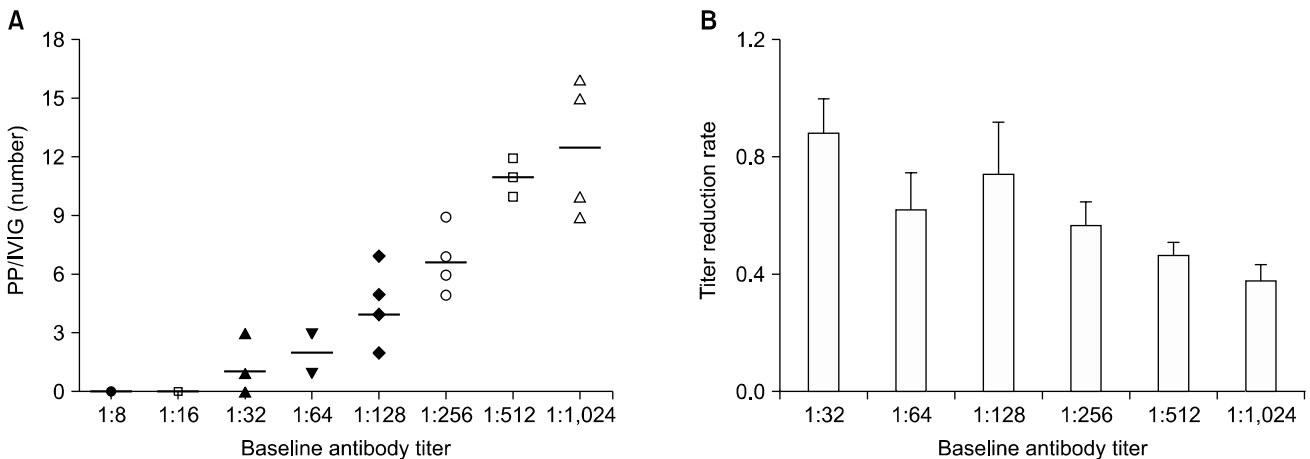 A
18
15
12
9
6
3
0
PP/IVIG (number)
1:8 1:16 1:32 1:64 1:128 1:256 1:512 1:1,024
Baseline antibody titer
B
1.2
0.8
0.4
0.0
Titer reduction rate
1:32 1:64 1:128 1:256 1:512 1:1,024
Baseline antibody titer